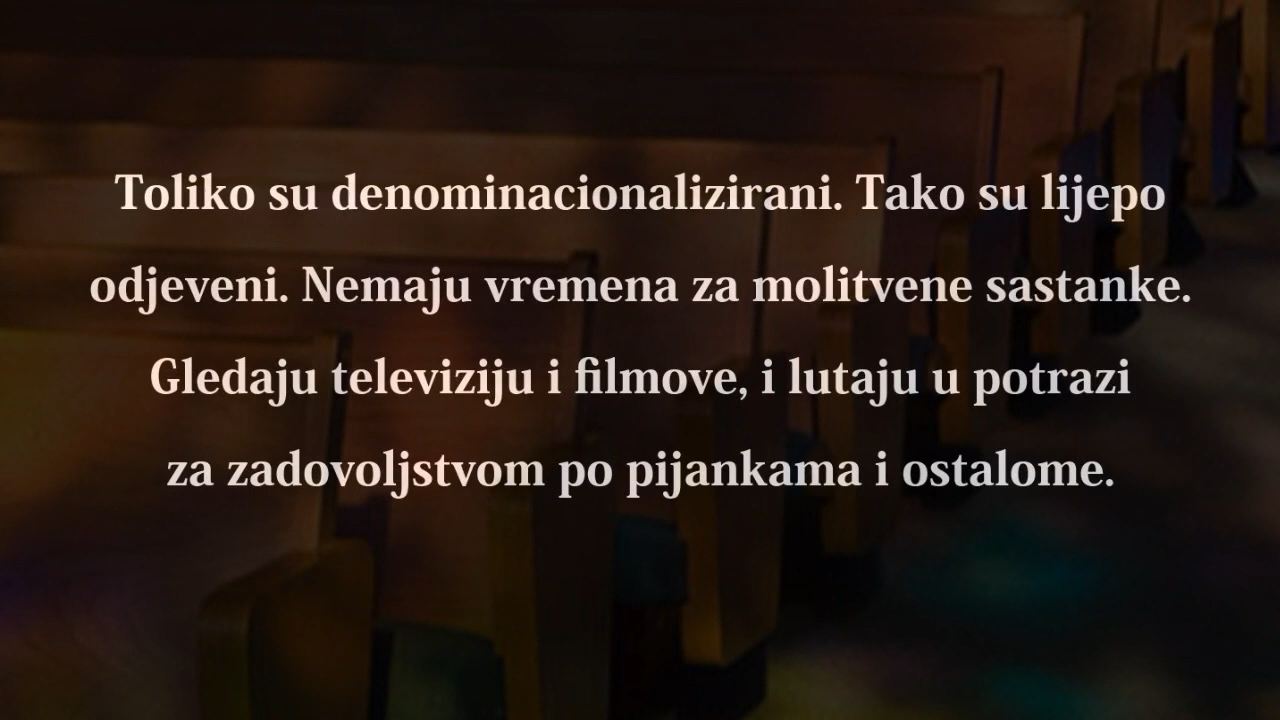 Toliko su denominacionalizirani. Tako su lijepo
odjeveni. Nemaju vremena za molitvene sastanke.
Gledaju televiziju i filmove, i lutaju u potrazi
za zadovoljstvom po pijankama i ostalome.